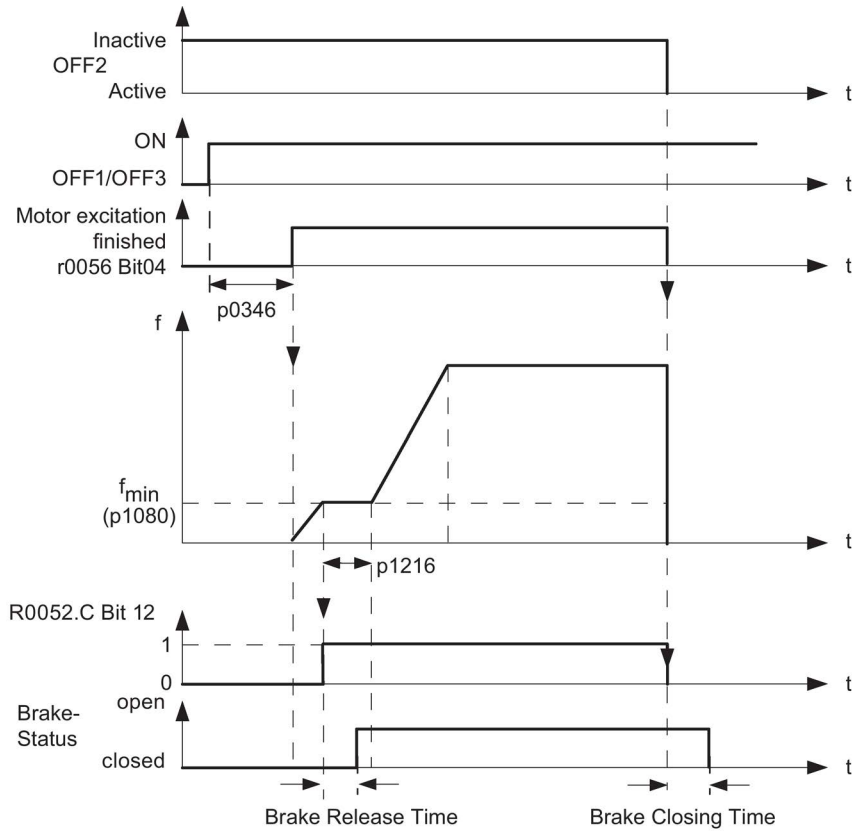 Inactive
OFF2
Active
t
ON
OFF1/OFF3
t
Motor excitation
finished
r0056 Bit04
t
p0346
f
fmin
(p1080)
t
p1216
R0052.C Bit 12
1
0
t
open
Brake-
Status
closed
t
Brake Release Time
Brake Closing Time